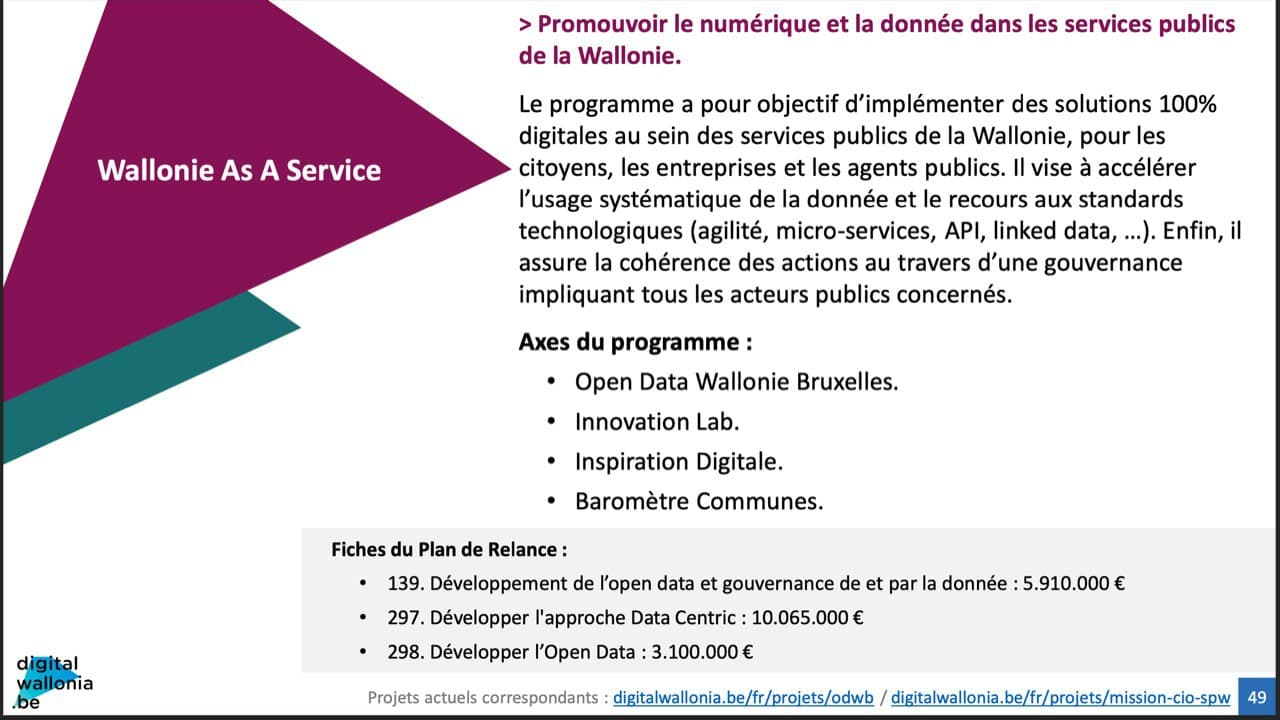 > Promouvoir le numérique et la donnée dans les services publics
de la Wallonie.
Le programme a pour objectif d’implémenter des solutions 100%
digitales au sein des services publics de la Wallonie, pour les
Wallonie As A Service
citoyens, les entreprises et les agents publics. Il vise à accélérer
l’usage systématique de la donnée et le recours aux standards
technologiques (agilité, micro-services, API, linked data, …). Enfin, il
assure la cohérence des actions au travers d’une gouvernance
impliquant tous les acteurs publics concernés.
Axes du programme :
• Open Data Wallonie Bruxelles.
• Innovation Lab.
• Inspiration Digitale.
• Baromètre Communes.
Fiches du Plan de Relance :
• 139. Développement de l’open data et gouvernance de et par la donnée : 5.910.000 €
• 297. Développer l'approche Data Centric : 10.065.000 €
• 298. Développer l’Open Data : 3.100.000 €
digital
wallonia
.be
Projets actuels correspondants : digitalwallonia.be/fr/projets/odwb / digitalwallonia.be/fr/projets/mission-cio-spw
49